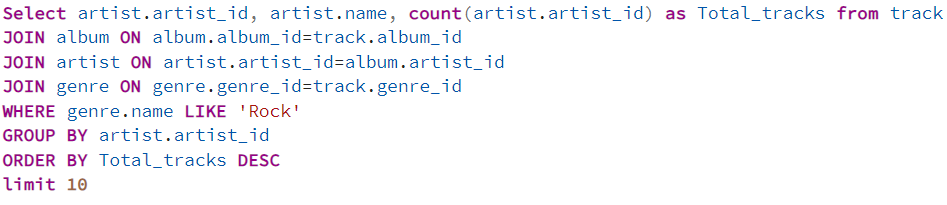 Select artist.artist_id, artist.name, count(artist.artist_id) as Total_tracks from track
JOIN album ON album.album_id=track.album_id
JOIN artist ON artist.artist_id=album.artist_id
JOIN genre ON genre.genre_id=track.genre_id
WHERE genre.name LIKE 'Rock'
GROUP BY artist.artist_id
ORDER BY Total_tracks DESC
limit 10